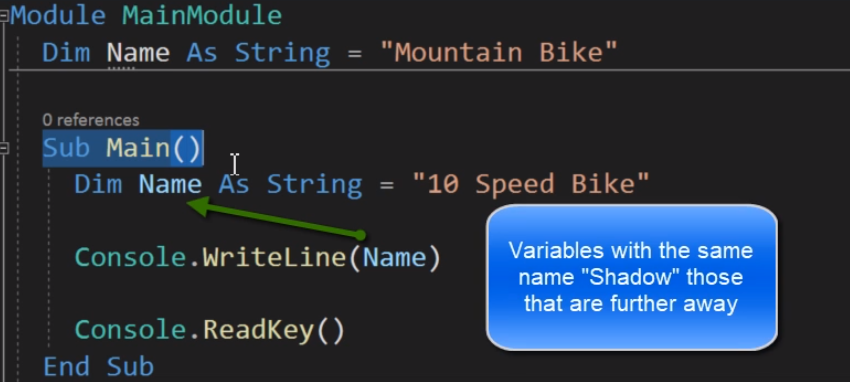 Module MainModule
Dim Name As String = "Mountain Bike"
0 references
Sub Main()
Dim Name As String = "10 Speed Bike"
Console.WriteLine(Name)
Console.ReadKey()
End Sub
Variables with the same
name "Shadow" those
that are further away